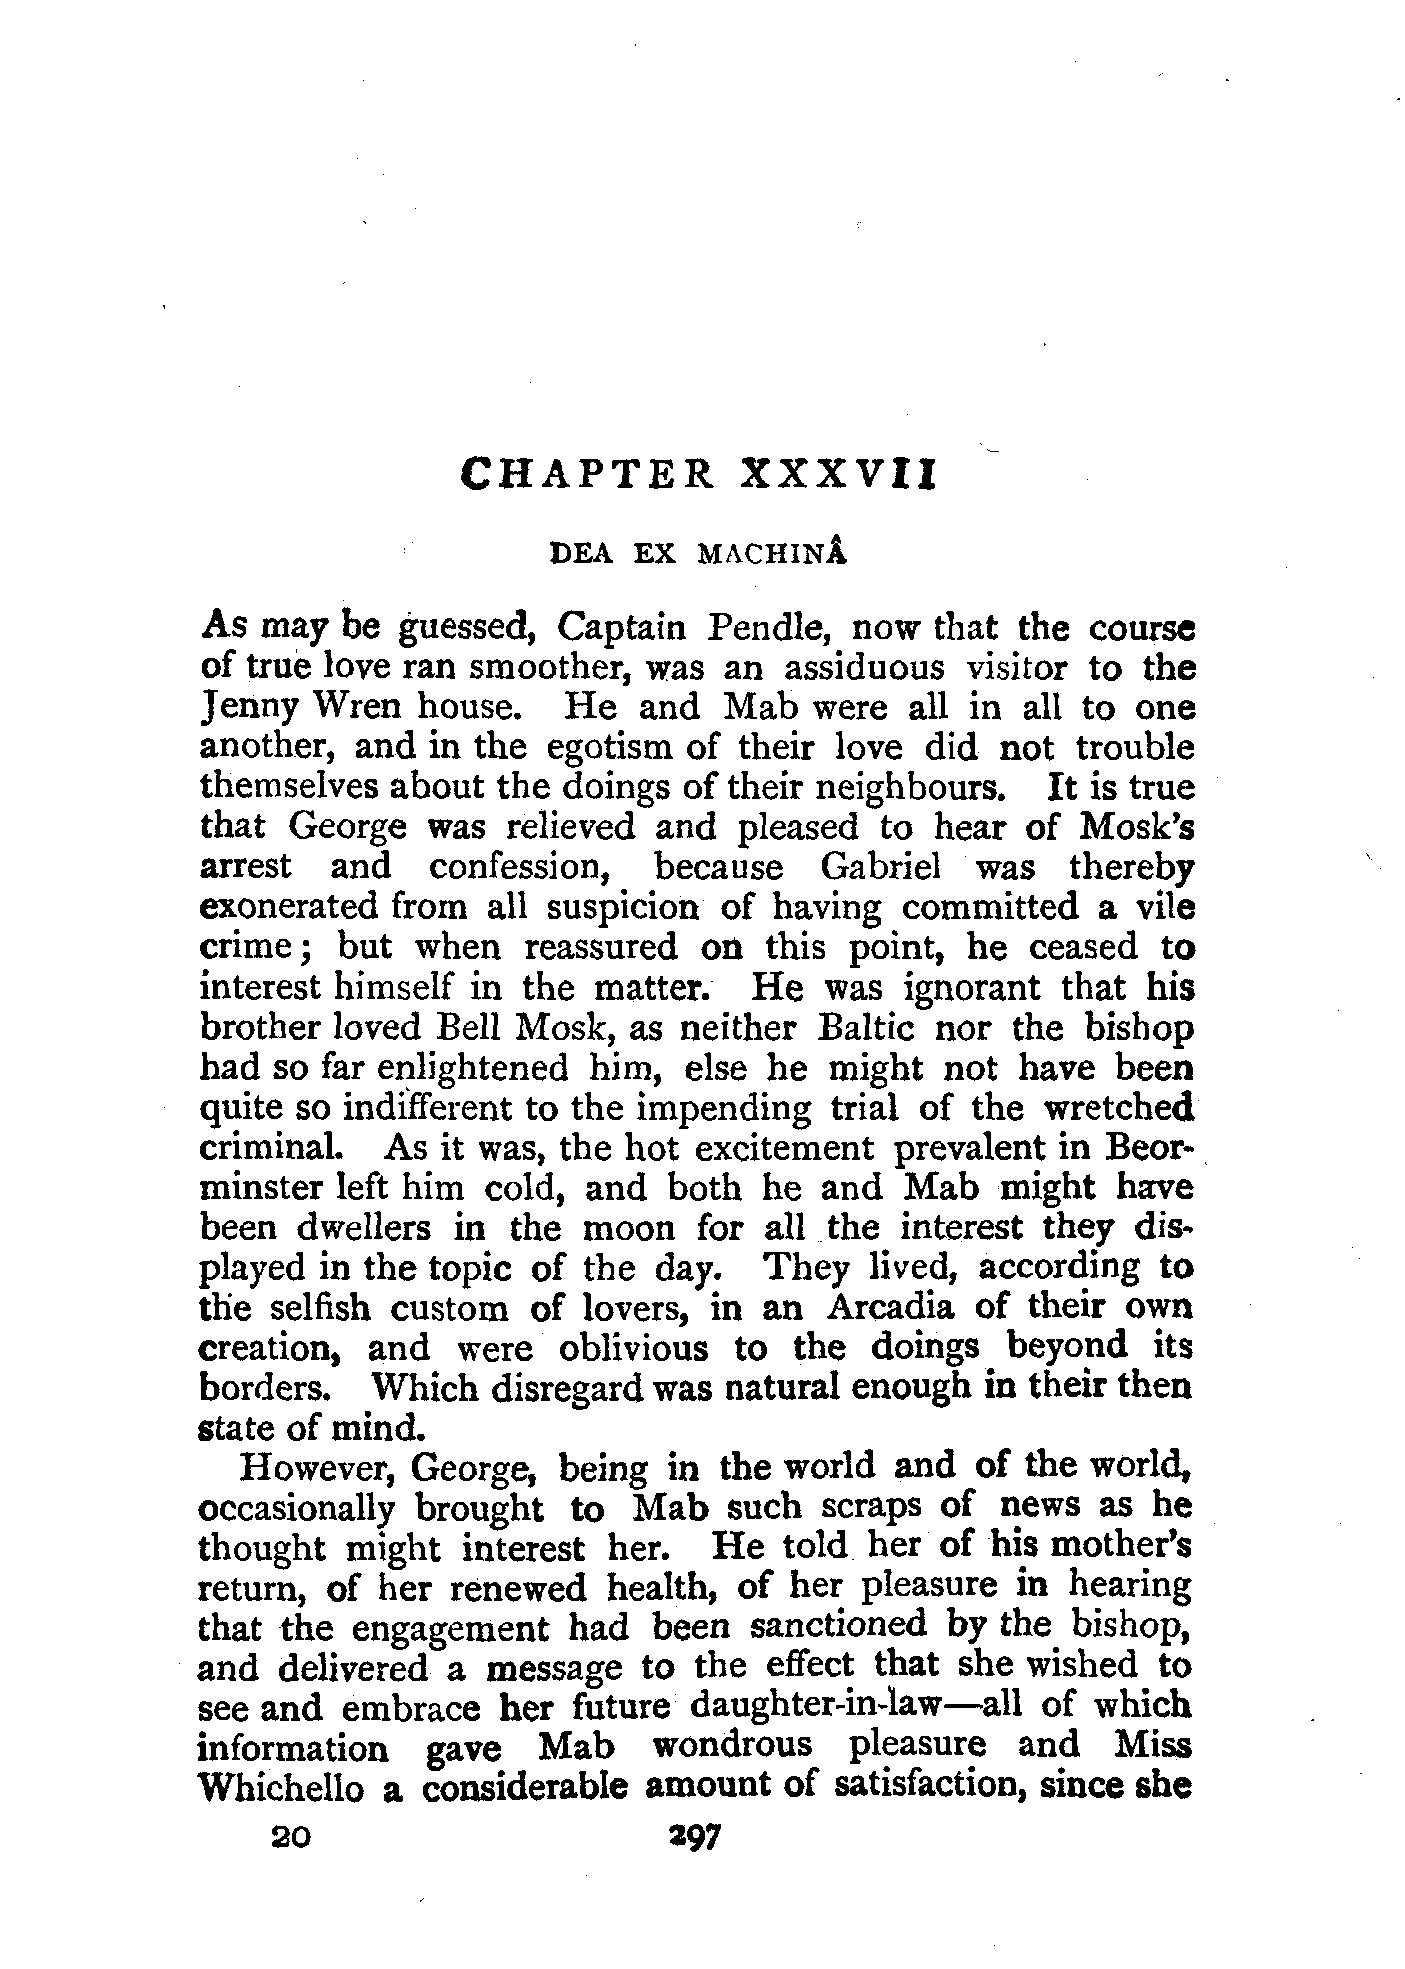 CHAPTER XXXVII
DEA EX MACHINÂ
As may be guessed, Captain Pendle, now that the course
of true love ran smoother, was an assiduous visitor to the
Jenny Wren house. He and Mab were all in all to one
another, and in the egotism of their love did not trouble
themselves about the doings of their neighbours. It is true
that George was relieved and pleased to hear of Mosk's
arrest and confession, because Gabriel was thereby
exonerated from all suspicion of having committed a vile
crime; but when reassured on this point, he ceased to
interest himself in the matter. He was ignorant that his
brother loved Bell Mosk, as neither Baltic nor the bishop
had so far enlightened him, else he might not have been
quite so indifferent to the impending trial of the wretched
criminal. As it was, the hot excitement prevalent in Beor-
minster left him cold, and both he and Mab might have
been dwellers in the moon for all the interest they dis-
played in the topic of the day. They lived, according to
the selfish custom of lovers, in an Arcadia of their own
creation, and were oblivious to the doings beyond its
borders. Which disregard was natural enough in their then
state of mind.
However, George, being in the world and of the world,
occasionally brought to Mab such scraps of news as he
thought might interest her. He told her of his mother's
return, of her renewed health, of her pleasure in hearing
that the engagement had been sanctioned by the bishop,
and delivered a message to the effect that she wished to
see and embrace her future daughter-in-law—all of which
information gave Mab wondrous pleasure and Miss
Whichello a considerable amount of satisfaction, since she
20 297